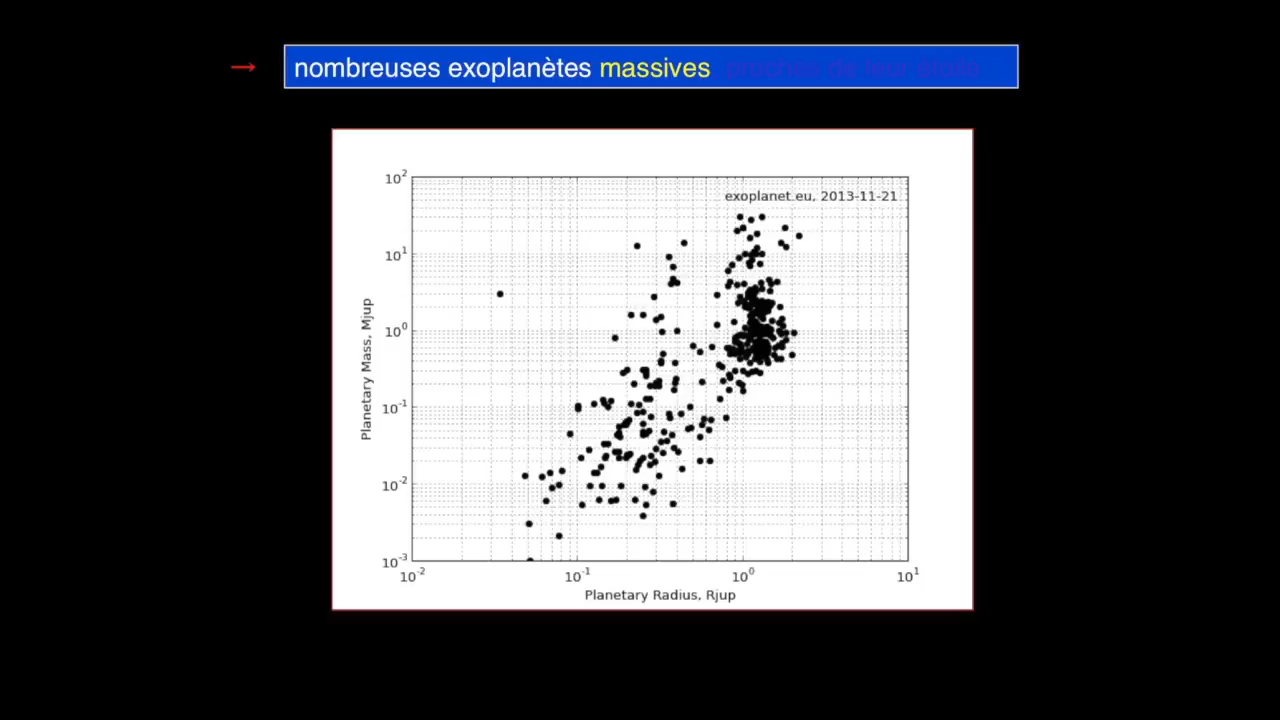 → nombreuses exoplanètes massives proches de leur étoile
exoplanet.eu, 2013-11-21
10²
10¹
10⁰
10⁻¹
10⁻²
10⁻³
Planetary Mass, Mjup
10⁻² 10⁻¹ 10⁰ 10¹
Planetary Radius, Rjup